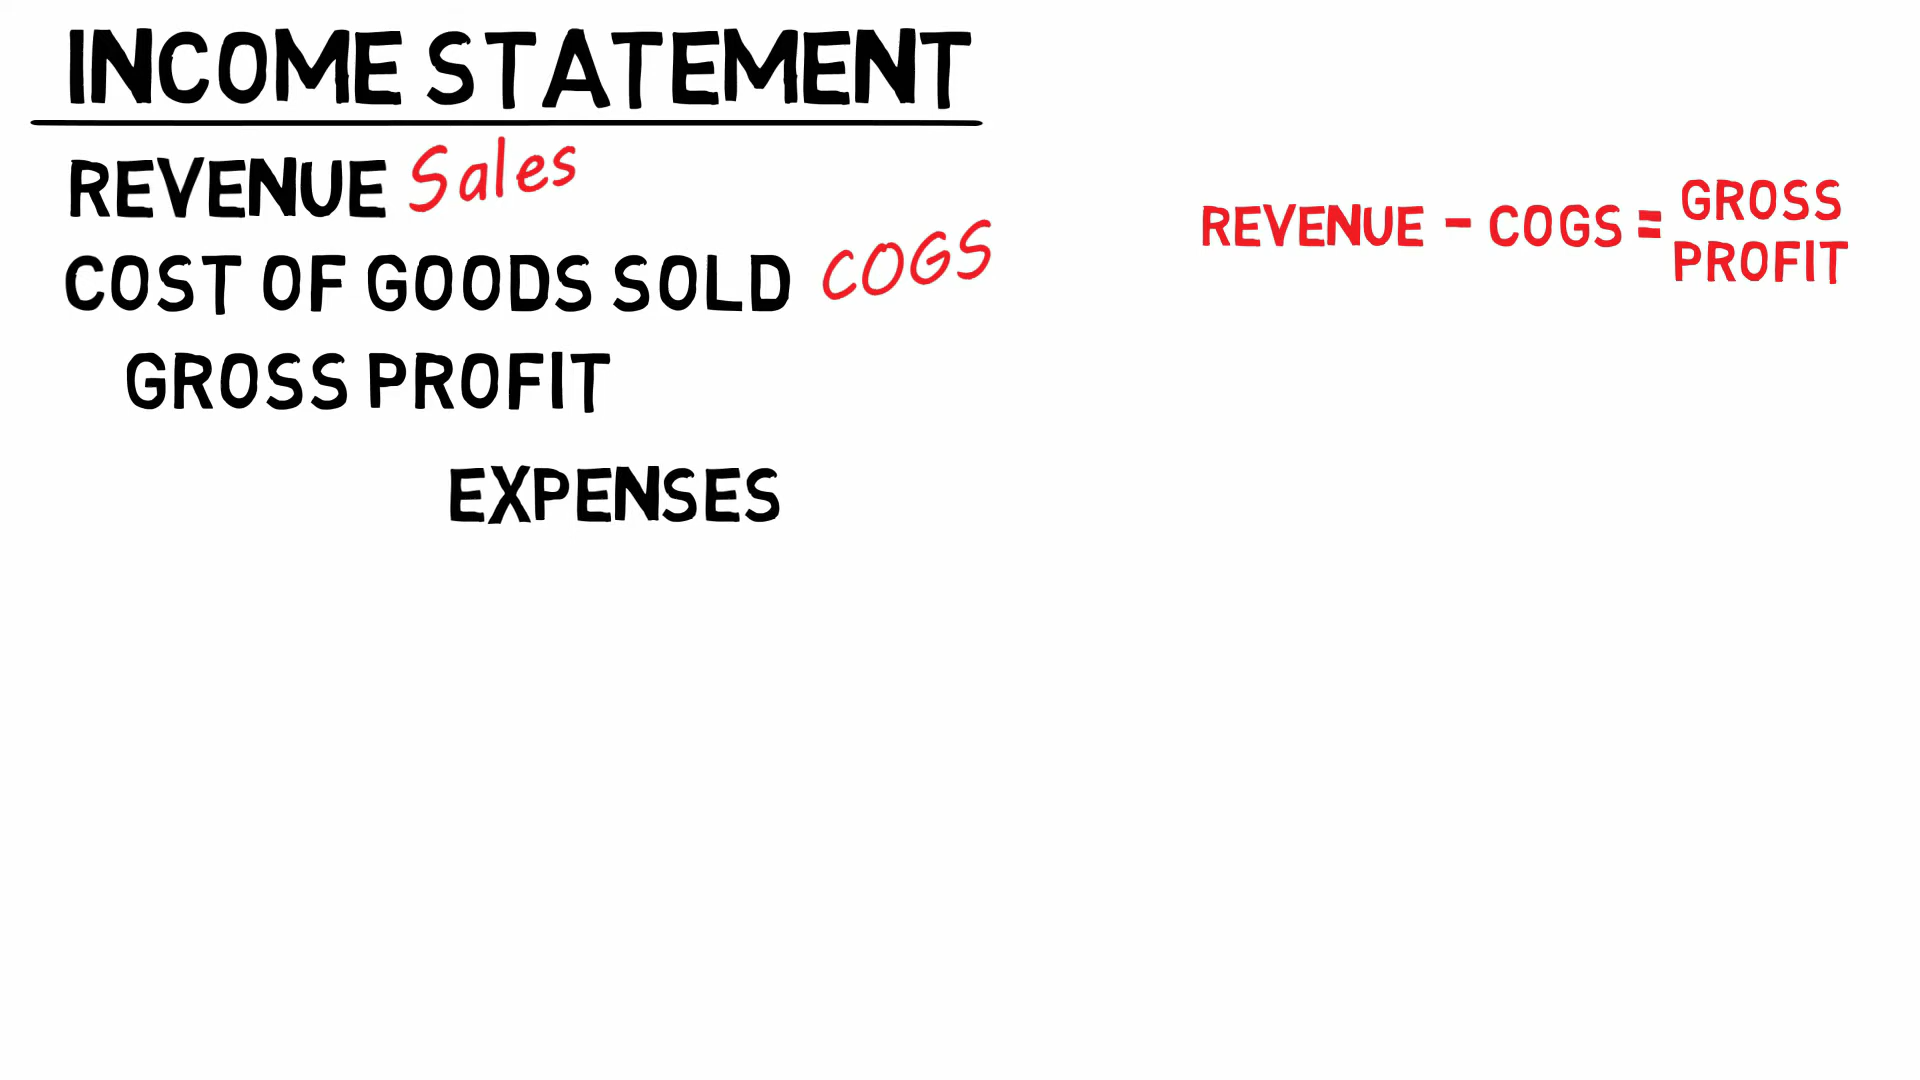 INCOME STATEMENT
REVENUE Sales
COST OF GOODS SOLD COGS
GROSS PROFIT
EXPENSES
REVENUE - COGS = GROSS PROFIT